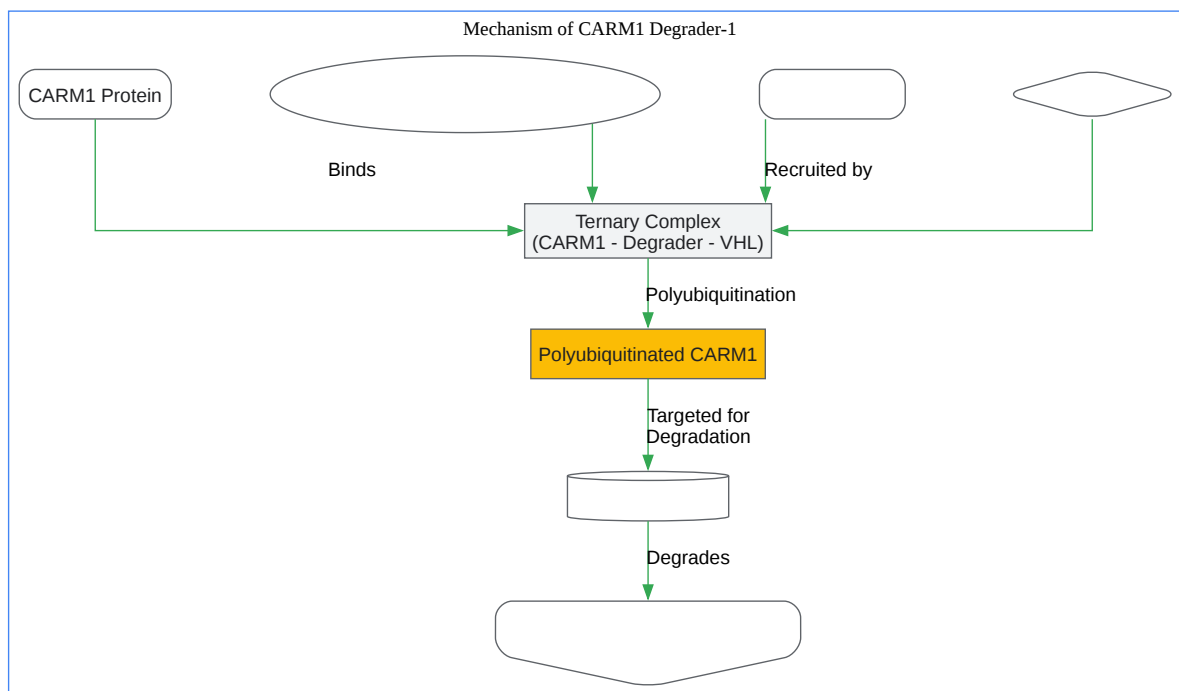 Mechanism of CARM1 Degrader-1
CARM1 Protein
Binds
Recruited by
Ternary Complex
(CARM1 - Degrader - VHL)
Polyubiquitination
Polyubiquitinated CARM1
Targeted for
Degradation
Degrades